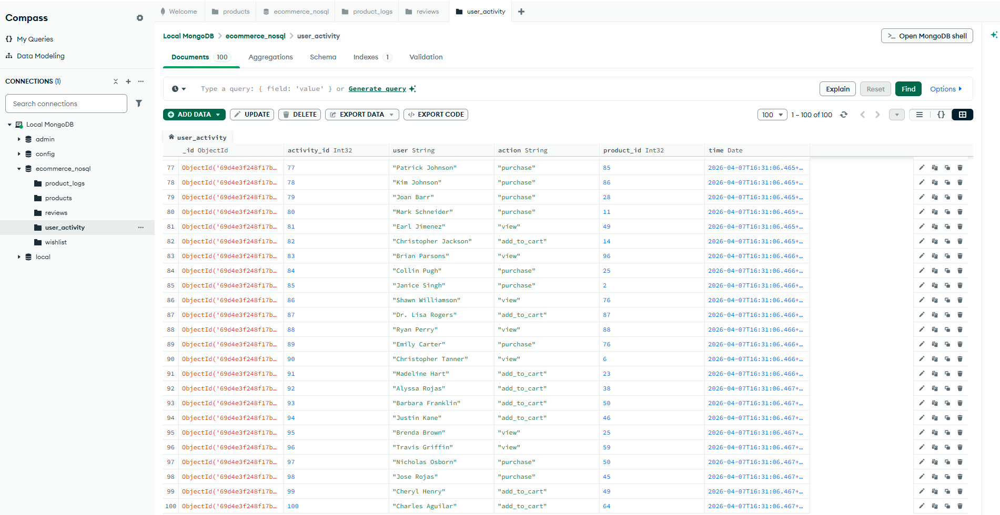 Compass
My Queries
Data Modeling
CONNECTIONS (1)
Search connections
Local MongoDB
admin
config
ecommerce_nosql
product_logs
products
reviews
user_activity
wishlist
local
Welcome products ecommerce_nosql product_logs reviews user_activity
Local MongoDB > ecommerce_nosql > user_activity
Open MongoDB shell
Documents 100 Aggregations Schema Indexes 1 Validation
Type a query: { field: 'value' } or Generate query
Explain Reset Find Options
ADD DATA UPDATE DELETE EXPORT DATA EXPORT CODE
100 1 – 100 of 100
user_activity
_id ObjectId activity_id Int32 user String action String product_id Int32 time Date
77 ObjectId('69d4e3f248f17b… 77 "Patrick Johnson" "purchase" 85 2026-04-07T16:31:06.465+…
78 ObjectId('69d4e3f248f17b… 78 "Kim Johnson" "purchase" 86 2026-04-07T16:31:06.465+…
79 ObjectId('69d4e3f248f17b… 79 "Joan Barr" "purchase" 28 2026-04-07T16:31:06.465+…
80 ObjectId('69d4e3f248f17b… 80 "Mark Schneider" "purchase" 11 2026-04-07T16:31:06.465+…
81 ObjectId('69d4e3f248f17b… 81 "Earl Jimenez" "view" 49 2026-04-07T16:31:06.465+…
82 ObjectId('69d4e3f248f17b… 82 "Christopher Jackson" "add_to_cart" 14 2026-04-07T16:31:06.465+…
83 ObjectId('69d4e3f248f17b… 83 "Brian Parsons" "view" 96 2026-04-07T16:31:06.466+…
84 ObjectId('69d4e3f248f17b… 84 "Collin Pugh" "purchase" 25 2026-04-07T16:31:06.466+…
85 ObjectId('69d4e3f248f17b… 85 "Janice Singh" "purchase" 2 2026-04-07T16:31:06.466+…
86 ObjectId('69d4e3f248f17b… 86 "Shawn Williamson" "view" 76 2026-04-07T16:31:06.466+…
87 ObjectId('69d4e3f248f17b… 87 "Dr. Lisa Rogers" "add_to_cart" 87 2026-04-07T16:31:06.466+…
88 ObjectId('69d4e3f248f17b… 88 "Ryan Perry" "view" 88 2026-04-07T16:31:06.466+…
89 ObjectId('69d4e3f248f17b… 89 "Emily Carter" "purchase" 76 2026-04-07T16:31:06.466+…
90 ObjectId('69d4e3f248f17b… 90 "Christopher Tanner" "view" 6 2026-04-07T16:31:06.466+…
91 ObjectId('69d4e3f248f17b… 91 "Madeline Hart" "add_to_cart" 23 2026-04-07T16:31:06.466+…
92 ObjectId('69d4e3f248f17b… 92 "Alyssa Rojas" "add_to_cart" 38 2026-04-07T16:31:06.467+…
93 ObjectId('69d4e3f248f17b… 93 "Barbara Franklin" "add_to_cart" 50 2026-04-07T16:31:06.467+…
94 ObjectId('69d4e3f248f17b… 94 "Justin Kane" "add_to_cart" 46 2026-04-07T16:31:06.467+…
95 ObjectId('69d4e3f248f17b… 95 "Brenda Brown" "view" 25 2026-04-07T16:31:06.467+…
96 ObjectId('69d4e3f248f17b… 96 "Travis Griffin" "view" 59 2026-04-07T16:31:06.467+…
97 ObjectId('69d4e3f248f17b… 97 "Nicholas Osborn" "purchase" 50 2026-04-07T16:31:06.467+…
98 ObjectId('69d4e3f248f17b… 98 "Jose Rojas" "purchase" 45 2026-04-07T16:31:06.467+…
99 ObjectId('69d4e3f248f17b… 99 "Cheryl Henry" "add_to_cart" 49 2026-04-07T16:31:06.467+…
100 ObjectId('69d4e3f248f17b… 100 "Charles Aguilar" "add_to_cart" 64 2026-04-07T16:31:06.467+…